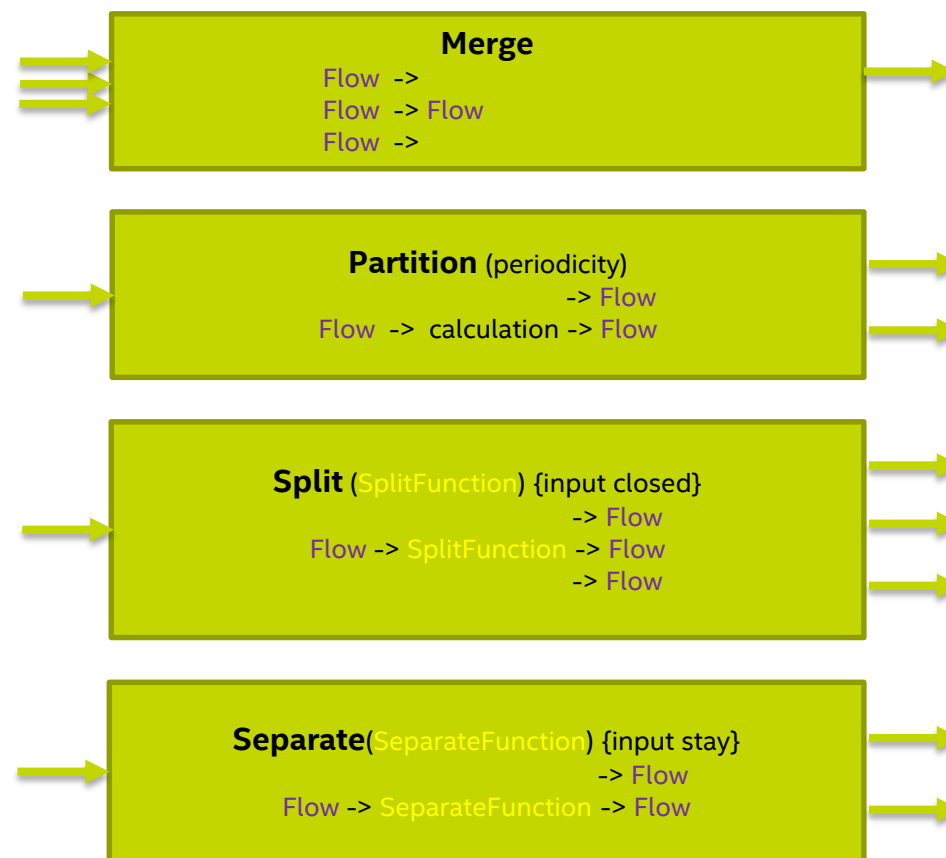 Merge
Flow ->
Flow -> Flow
Flow ->
Partition (periodicity)
-> Flow
Flow -> calculation -> Flow
Split (SplitFunction) {input closed}
-> Flow
Flow -> SplitFunction -> Flow
-> Flow
Separate(SeparateFunction) {input stay}
-> Flow
Flow -> SeparateFunction -> Flow